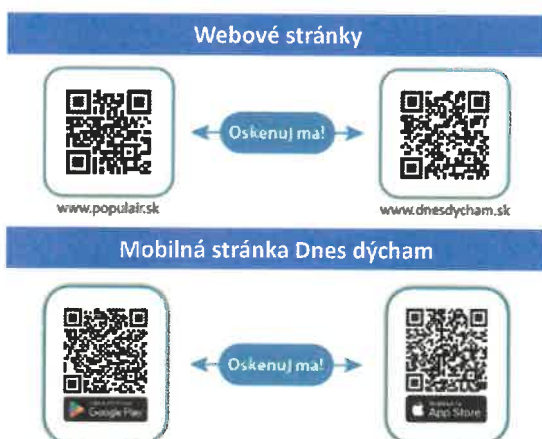 Webové stránky
Oskenuj ma!
www.populair.sk
www.dnesdycham.sk
Mobilná stránka Dnes dýcham
Oskenuj ma!
Google Play
App Store